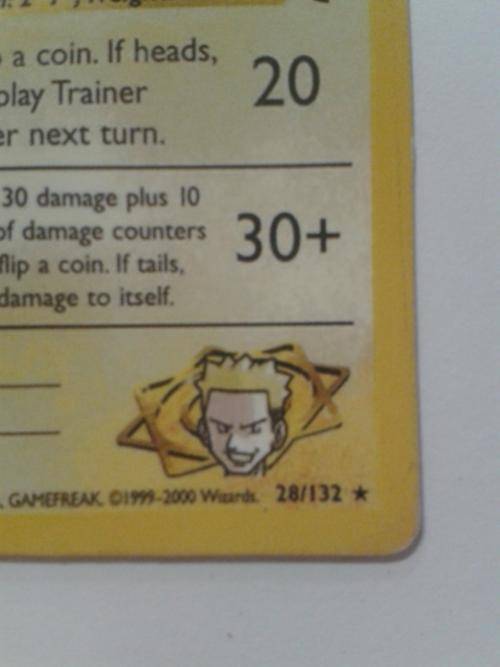 a coin. If heads,
20
play Trainer
er next turn.
30 damage plus 10
of damage counters
30+
flip a coin. If tails,
damage to itself.
GAMEFREAK. ©1999-2000 Wizards. 28/132 ★